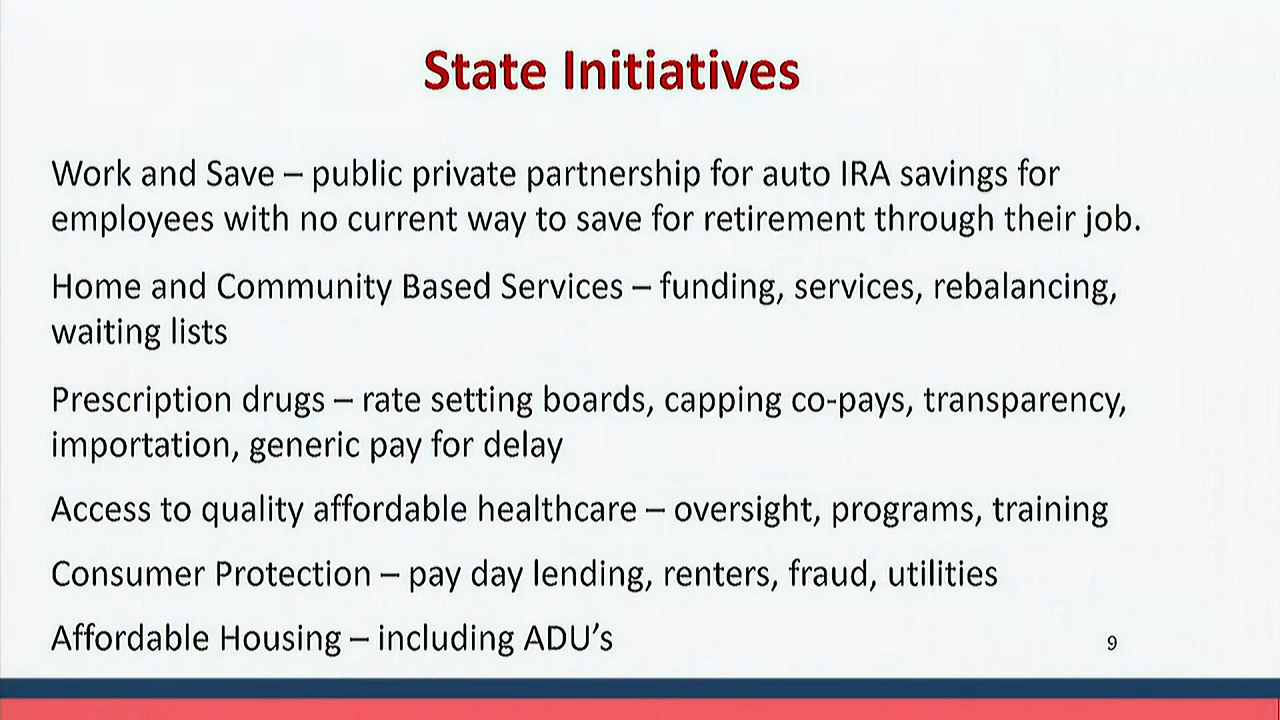 State Initiatives
Work and Save – public private partnership for auto IRA savings for
employees with no current way to save for retirement through their job.
Home and Community Based Services – funding, services, rebalancing,
waiting lists
Prescription drugs – rate setting boards, capping co-pays, transparency,
importation, generic pay for delay
Access to quality affordable healthcare – oversight, programs, training
Consumer Protection – pay day lending, renters, fraud, utilities
Affordable Housing – including ADU’s
9